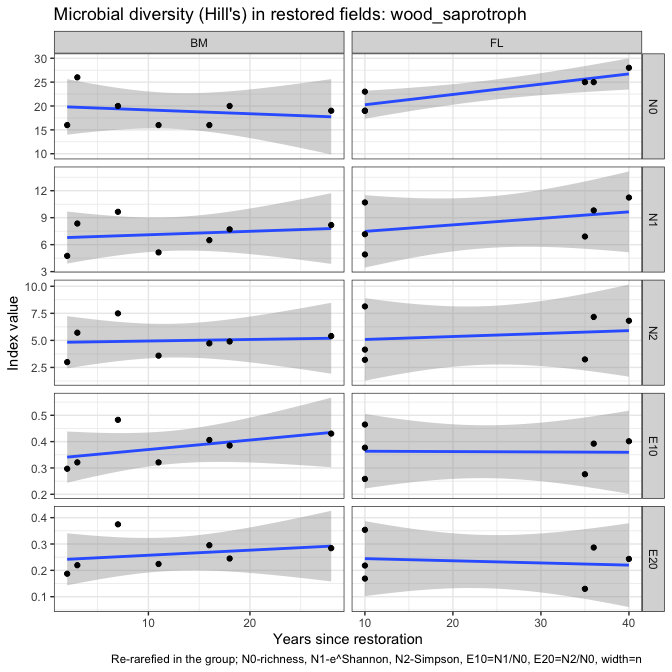 Microbial diversity (Hill's) in restored fields: wood_saprotroph
BM
FL
30
25
20
15
10
N0
12
9
6
3
N1
10.0
7.5
5.0
2.5
N2
0.5
0.4
0.3
0.2
E10
0.4
0.3
0.2
0.1
E20
Index value
10
20
10
20
30
40
Years since restoration
Re-rarefied in the group; N0-richness, N1-e^Shannon, N2-Simpson, E10=N1/N0, E20=N2/N0, width=n